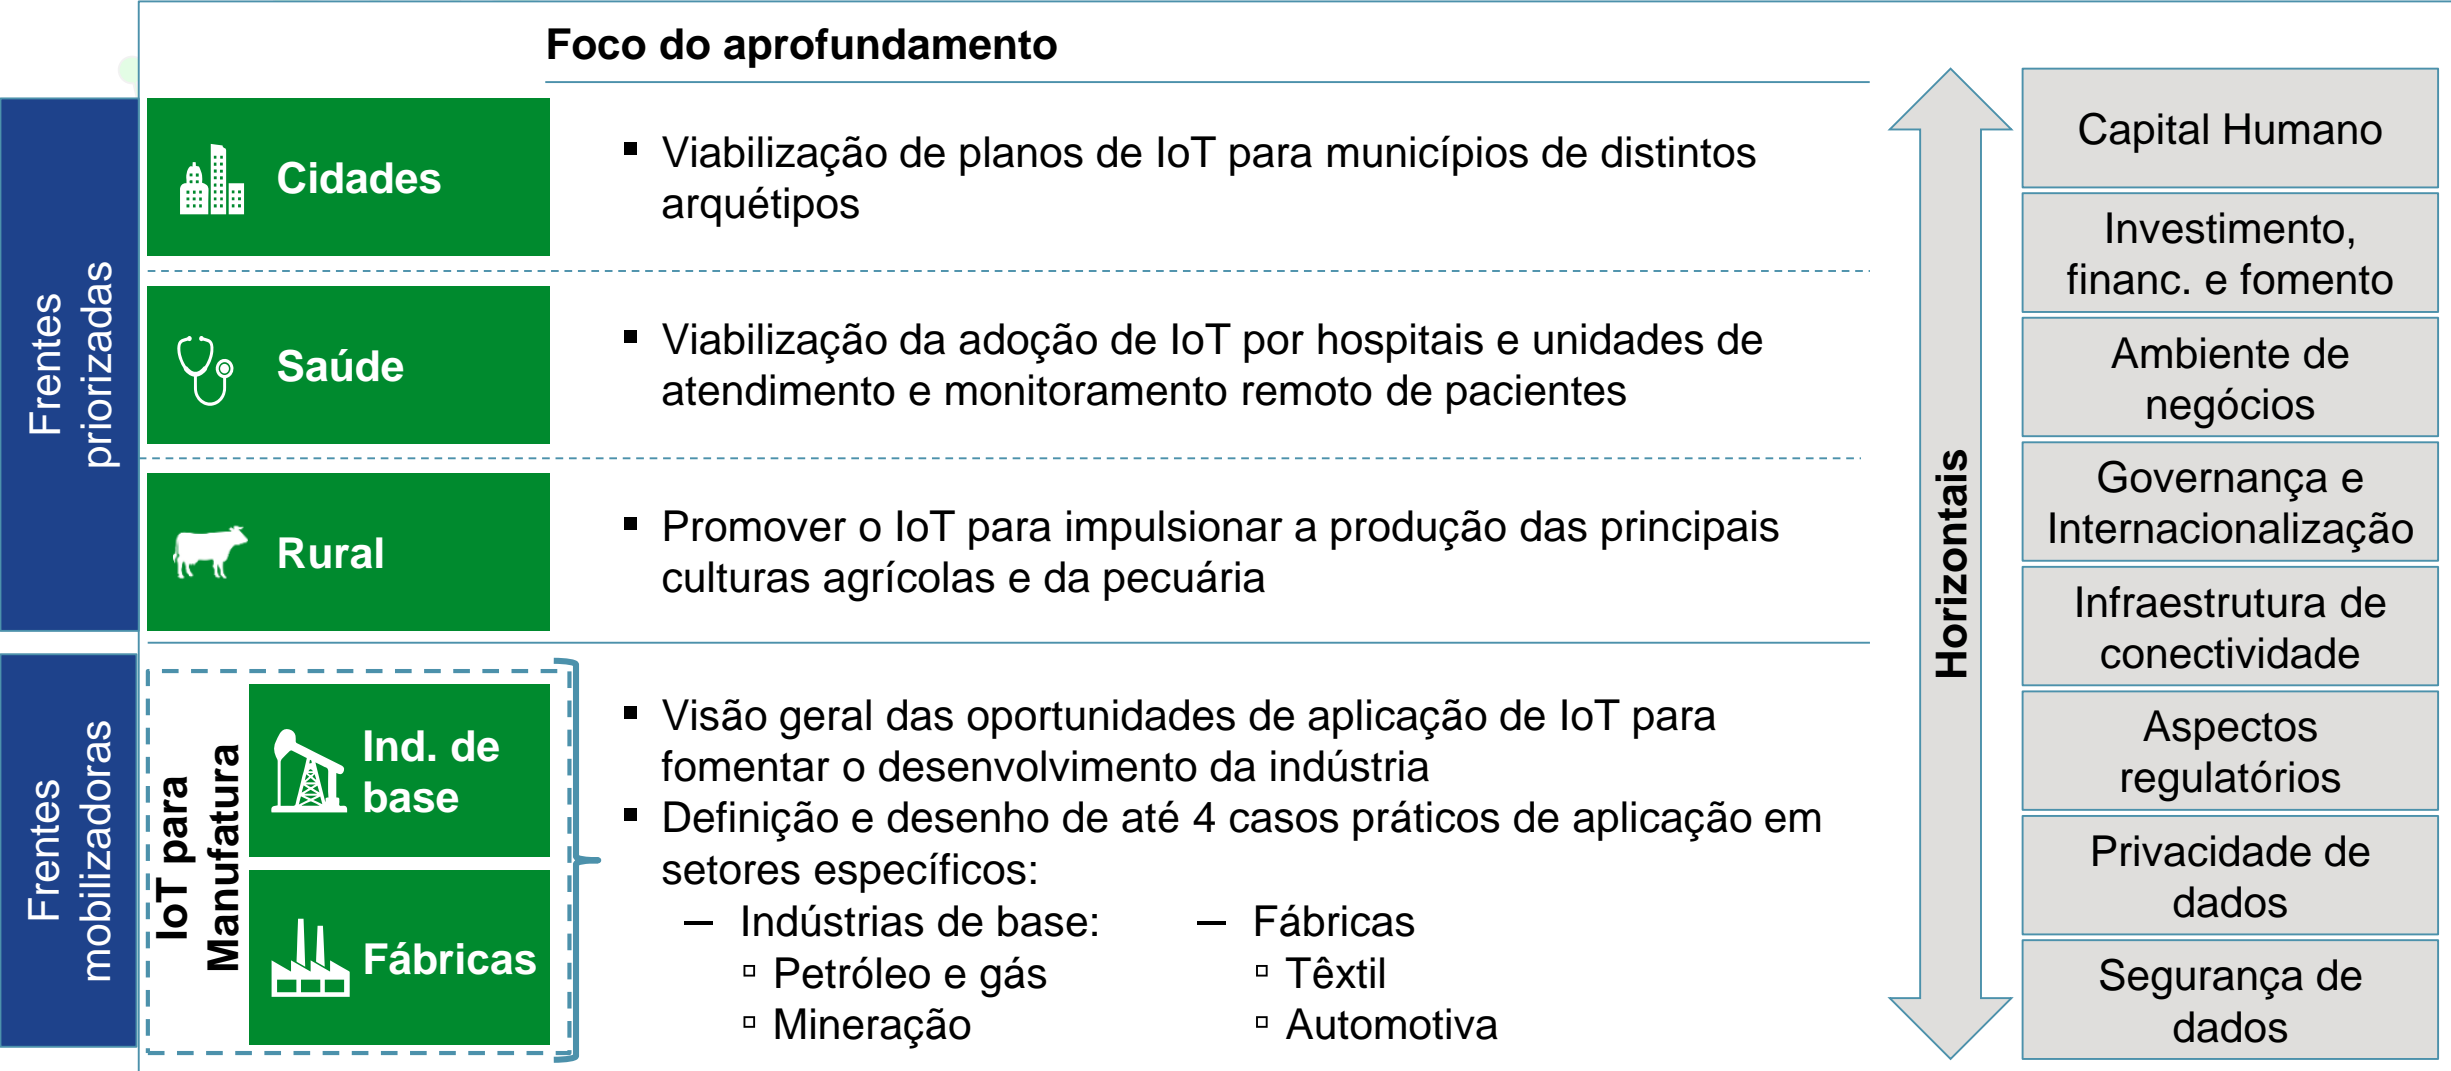 Foco do aprofundamento
Frentes
priorizadas
Cidades
Viabilização de planos de IoT para municípios de distintos
arquétipos
Saúde
Viabilização da adoção de IoT por hospitais e unidades de
atendimento e monitoramento remoto de pacientes
Rural
Promover o IoT para impulsionar a produção das principais
culturas agrícolas e da pecuária
Frentes
mobilizadoras
IoT para
Manufatura
Ind. de
base
Fábricas
Visão geral das oportunidades de aplicação de IoT para
fomentar o desenvolvimento da indústria
Definição e desenho de até 4 casos práticos de aplicação em
setores específicos:
— Indústrias de base:
Petróleo e gás
Mineração
— Fábricas
Têxtil
Automotiva
Horizontais
Capital Humano
Investimento,
financ. e fomento
Ambiente de
negócios
Governança e
Internacionalização
Infraestrutura de
conectividade
Aspectos
regulatórios
Privacidade de
dados
Segurança de
dados